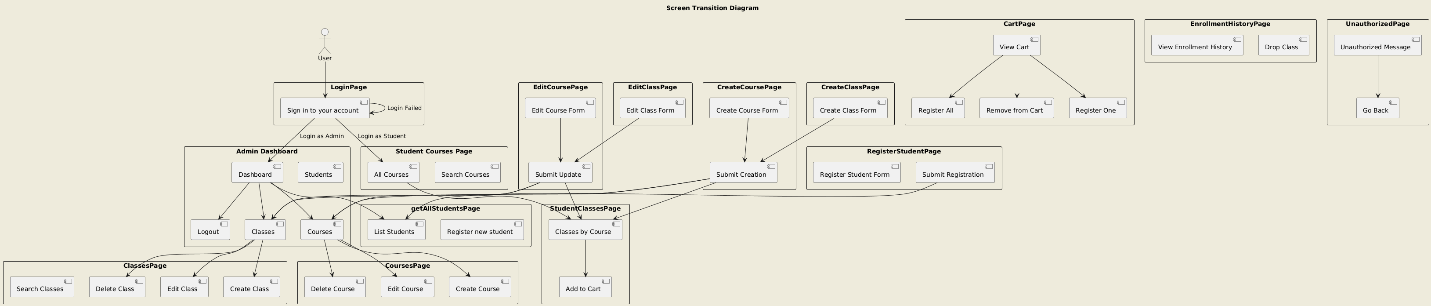 Screen Transition Diagram
User
CartPage
View Cart
Register All
Remove from Cart
Register One
EnrollmentHistoryPage
View Enrollment History
Drop Class
UnauthorizedPage
Unauthorized Message
Go Back
LoginPage
Sign in to your account
Login Failed
Login as Admin
Login as Student
EditCoursePage
Edit Course Form
Submit Update
EditClassPage
Edit Class Form
CreateCoursePage
Create Course Form
Submit Creation
CreateClassPage
Create Class Form
Admin Dashboard
Dashboard
Students
Logout
Classes
Courses
Student Courses Page
All Courses
Search Courses
RegisterStudentPage
Register Student Form
Submit Registration
getAllStudentsPage
List Students
Register new student
StudentClassesPage
Classes by Course
Add to Cart
ClassesPage
Search Classes
Delete Class
Edit Class
Create Class
CoursesPage
Delete Course
Edit Course
Create Course